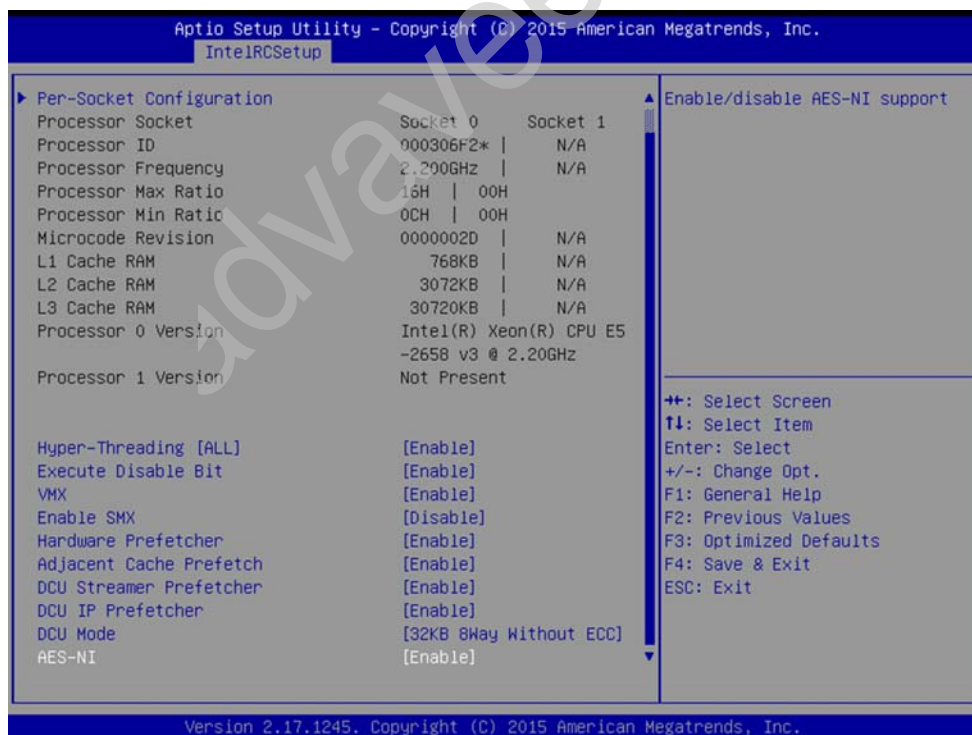 Aptio Setup Utility - Copyright (C) 2015 American Megatrends, Inc.
IntelRCSetup
Per-Socket Configuration
Processor Socket Socket 0 Socket 1
Processor ID 000306F2* | N/A
Processor Frequency 2.200GHz | N/A
Processor Max Ratio 16H | 00H
Processor Min Ratio 0CH | 00H
Microcode Revision 0000002D | N/A
L1 Cache RAM 768KB | N/A
L2 Cache RAM 3072KB | N/A
L3 Cache RAM 30720KB | N/A
Processor 0 Version Intel(R) Xeon(R) CPU E5
-2658 v3 @ 2.20GHz
Processor 1 Version Not Present
Hyper-Threading [ALL] [Enable]
Execute Disable Bit [Enable]
VMX [Enable]
Enable SMX [Disable]
Hardware Prefetcher [Enable]
Adjacent Cache Prefetch [Enable]
DCU Streamer Prefetcher [Enable]
DCU IP Prefetcher [Enable]
DCU Mode [32KB 8Way Without ECC]
AES-NI [Enable]
Enable/disable AES-NI support
→←: Select Screen
↑↓: Select Item
Enter: Select
+/-: Change Opt.
F1: General Help
F2: Previous Values
F3: Optimized Defaults
F4: Save & Exit
ESC: Exit
Version 2.17.1245. Copyright (C) 2015 American Megatrends, Inc.